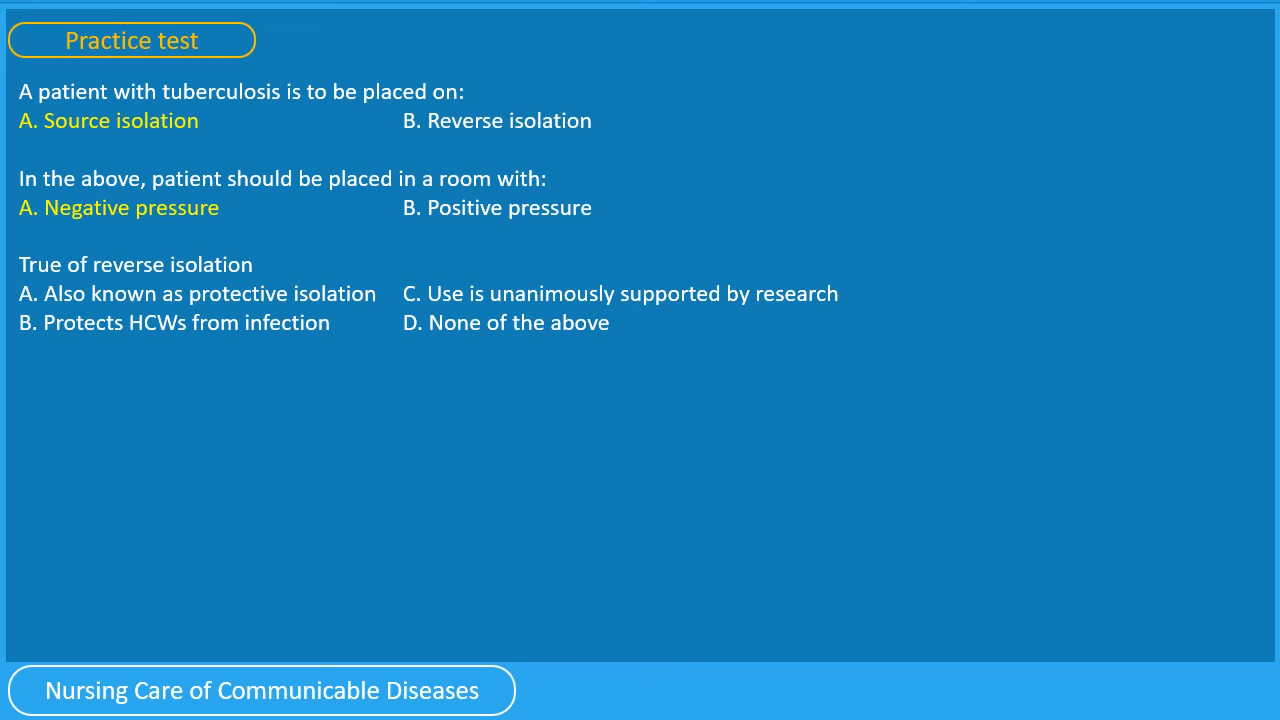 Practice test
A patient with tuberculosis is to be placed on:
A. Source isolation B. Reverse isolation
In the above, patient should be placed in a room with:
A. Negative pressure B. Positive pressure
True of reverse isolation
A. Also known as protective isolation C. Use is unanimously supported by research
B. Protects HCWs from infection D. None of the above
Nursing Care of Communicable Diseases